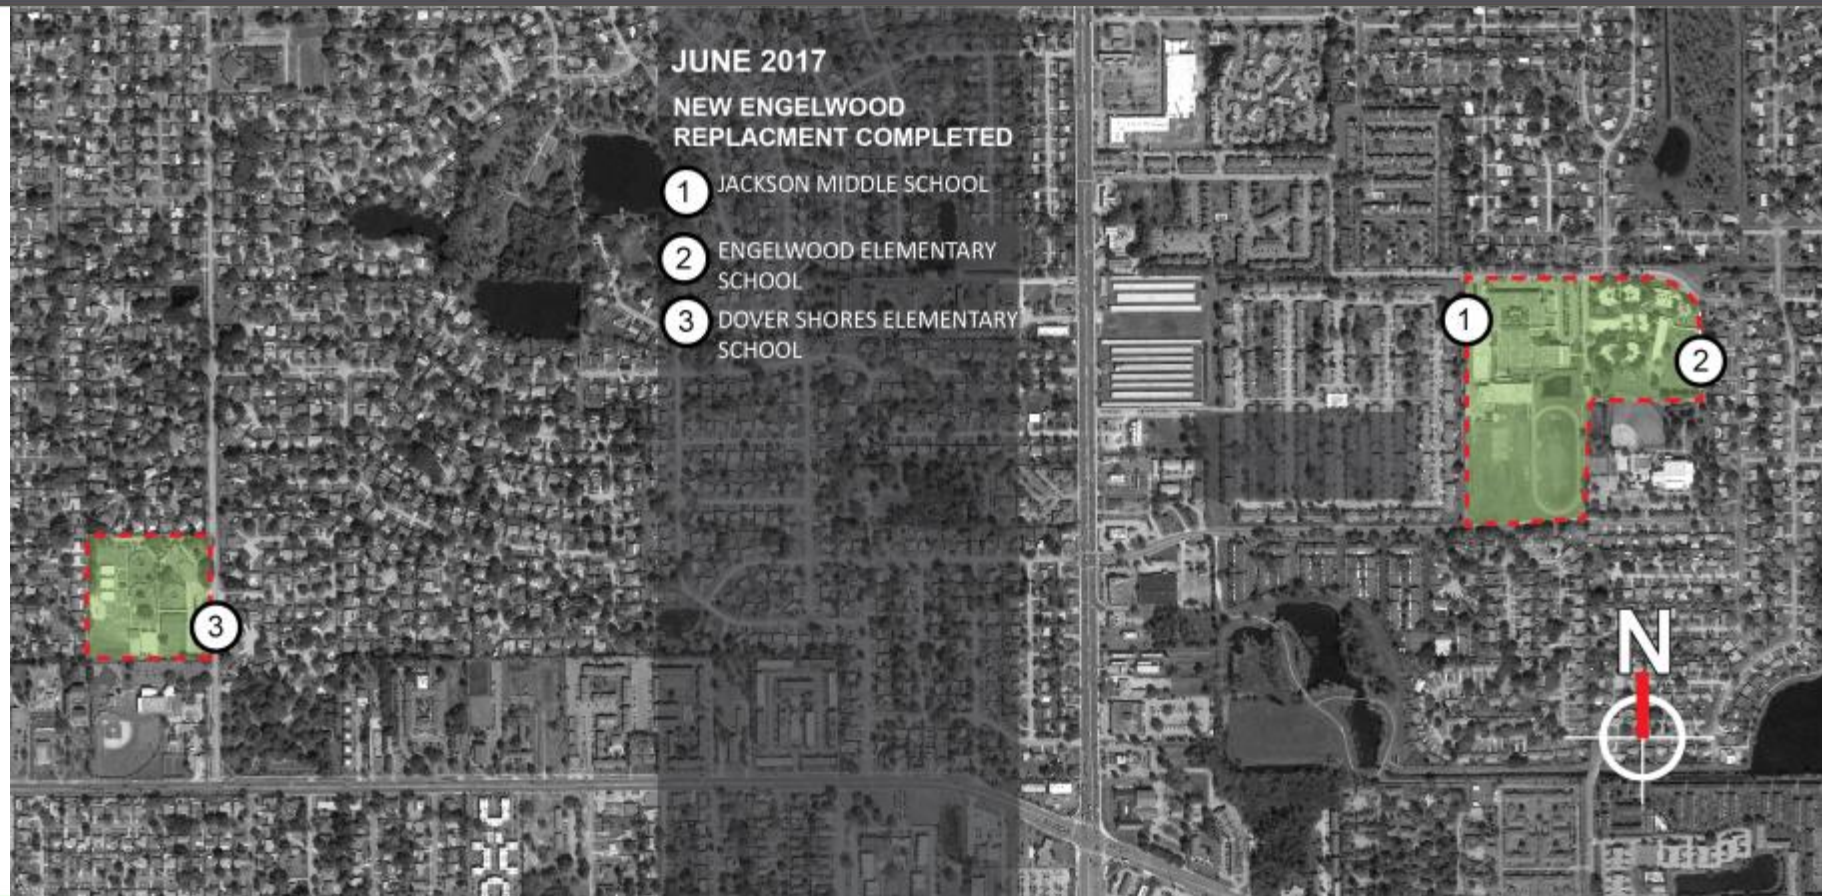 JUNE 2017
NEW ENGELWOOD
REPLACMENT COMPLETED
1 JACKSON MIDDLE SCHOOL
2 ENGELWOOD ELEMENTARY
SCHOOL
3 DOVER SHORES ELEMENTARY
SCHOOL
1
2
3
N